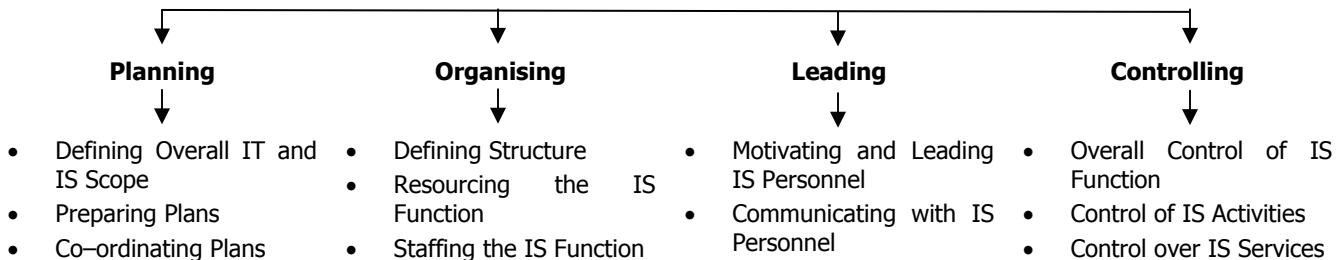 Planning
Organising
Leading
Controlling
• Defining Overall IT and
IS Scope
• Preparing Plans
• Co–ordinating Plans
• Defining Structure
• Resourcing the IS
Function
• Staffing the IS Function
• Motivating and Leading
IS Personnel
• Communicating with IS
Personnel
• Overall Control of IS
Function
• Control of IS Activities
• Control over IS Services